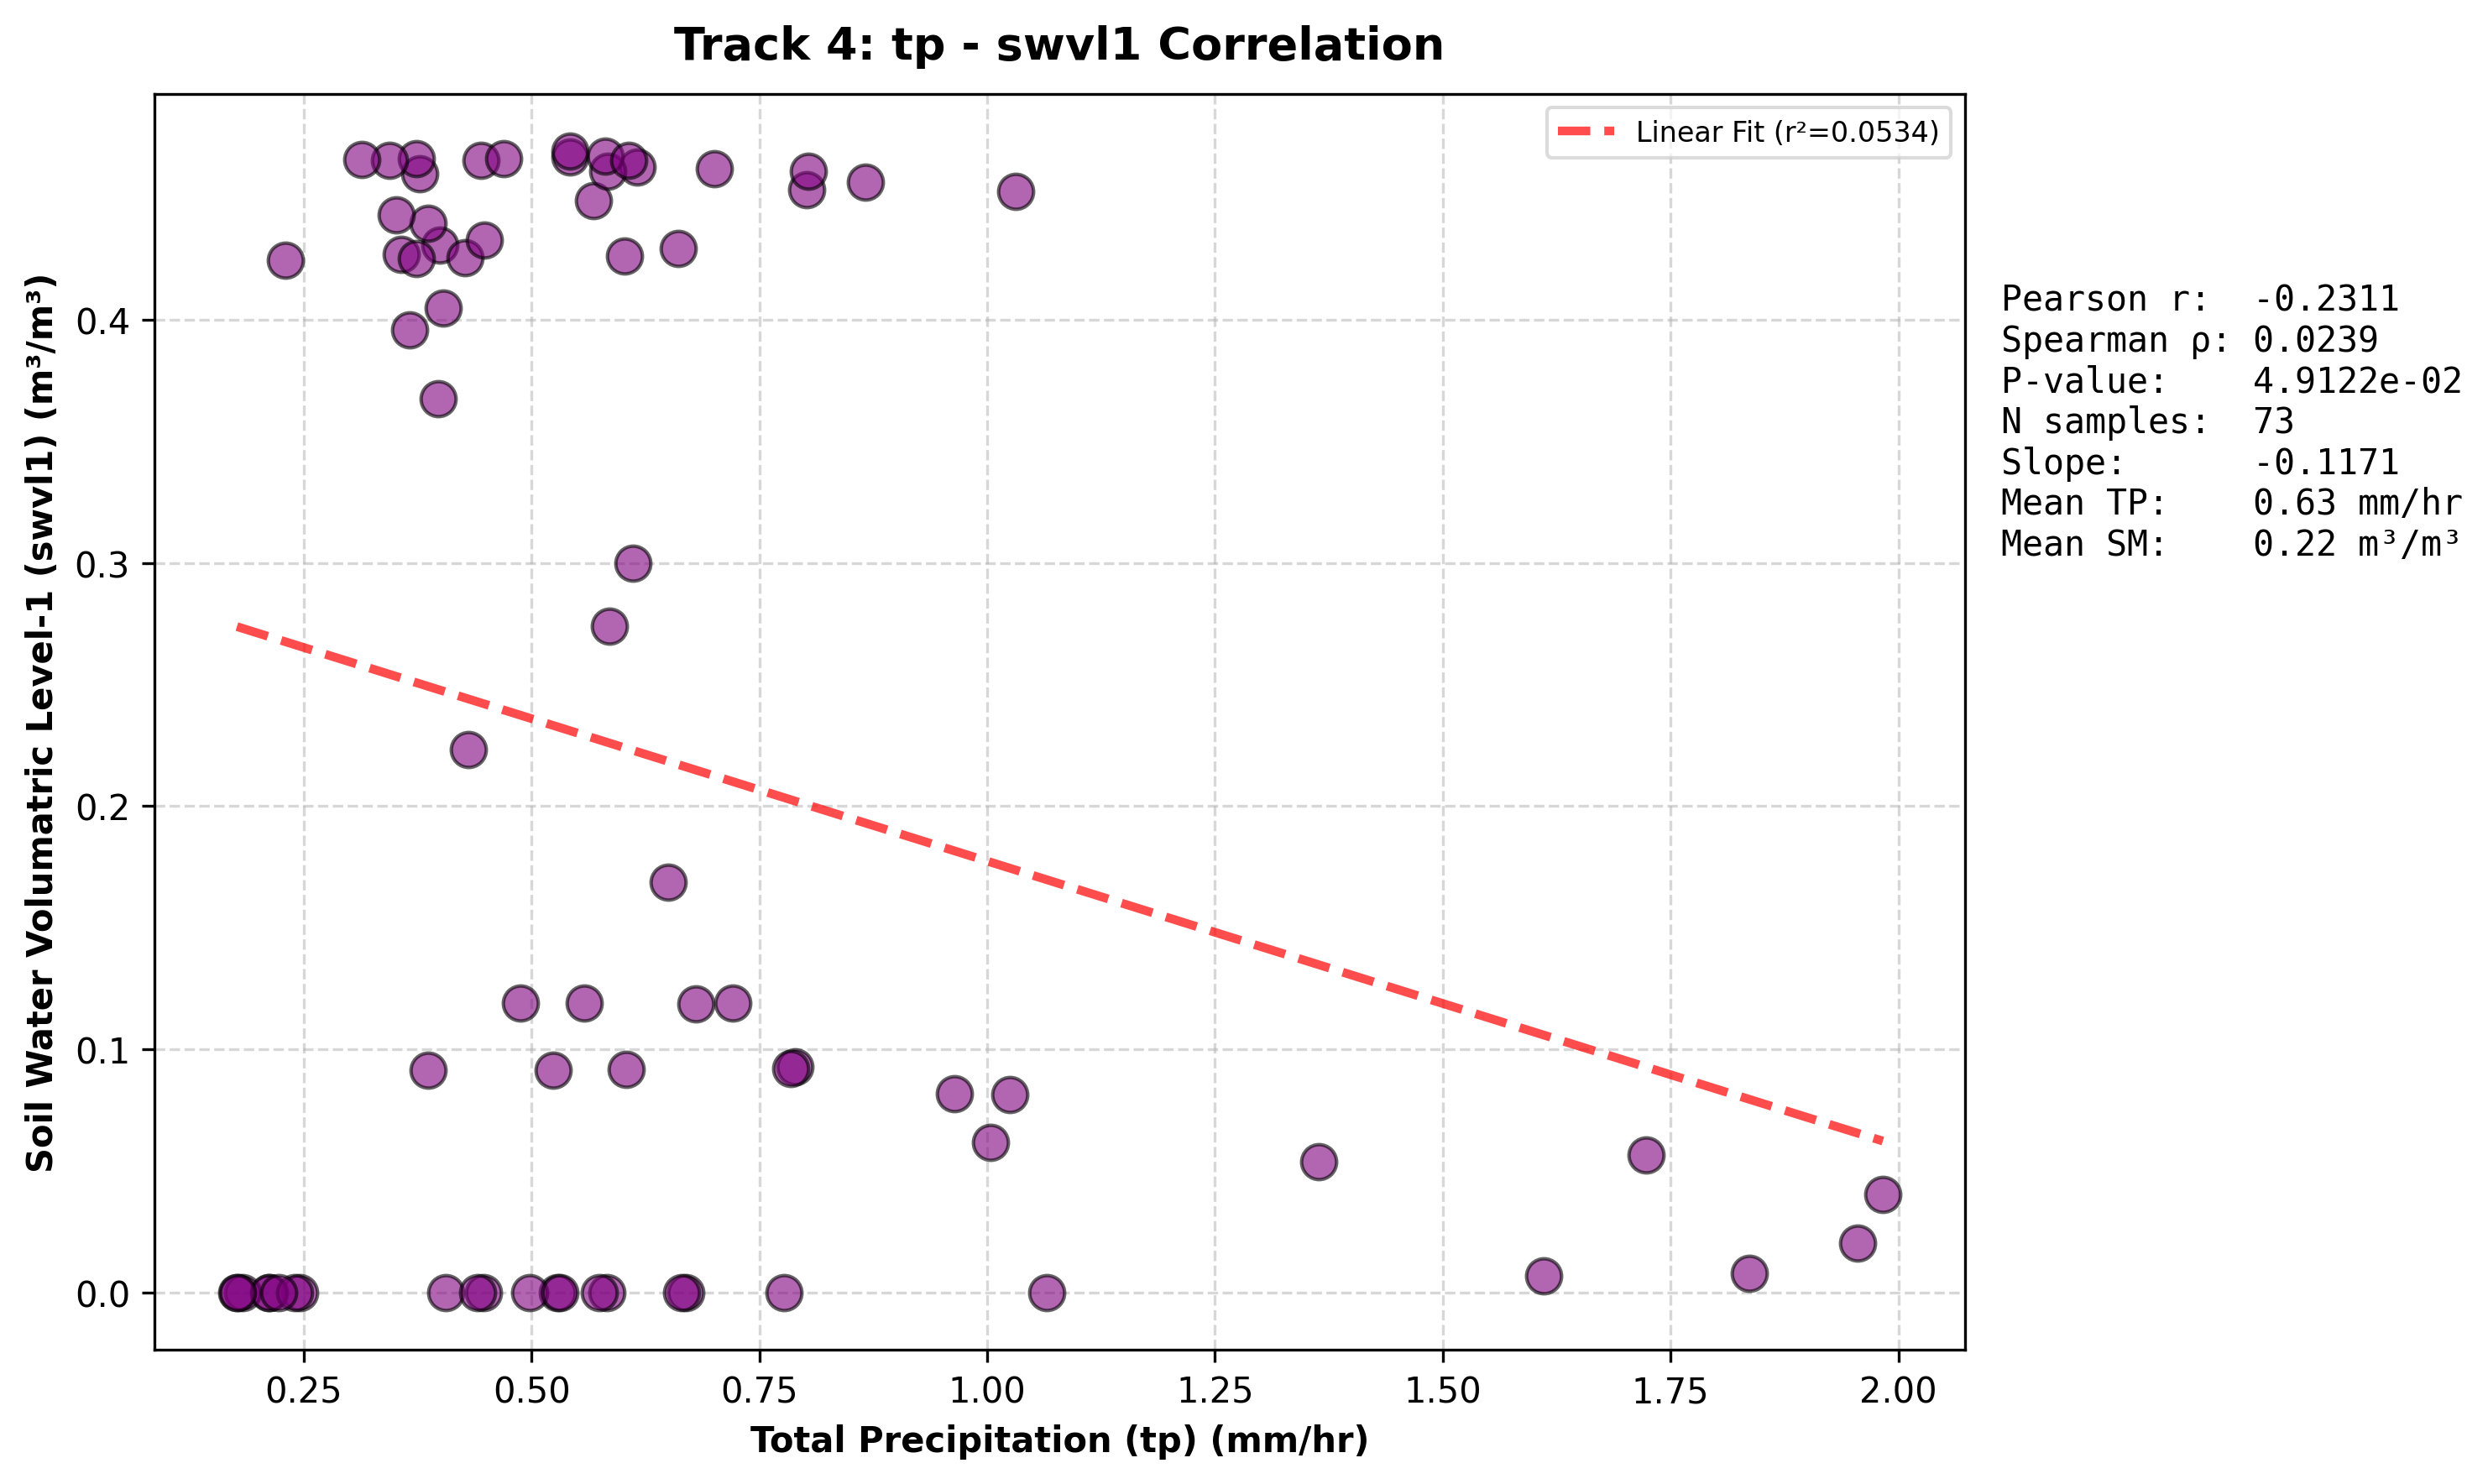 Track 4: tp - swvl1 Correlation
Linear Fit (r²=0.0534)
Soil Water Volumatric Level-1 (swvl1) (m³/m³)
0.4
0.3
0.2
0.1
0.0
0.25 0.50 0.75 1.00 1.25 1.50 1.75 2.00
Total Precipitation (tp) (mm/hr)
Pearson r: -0.2311
Spearman ρ: 0.0239
P-value: 4.9122e-02
N samples: 73
Slope: -0.1171
Mean TP: 0.63 mm/hr
Mean SM: 0.22 m³/m³